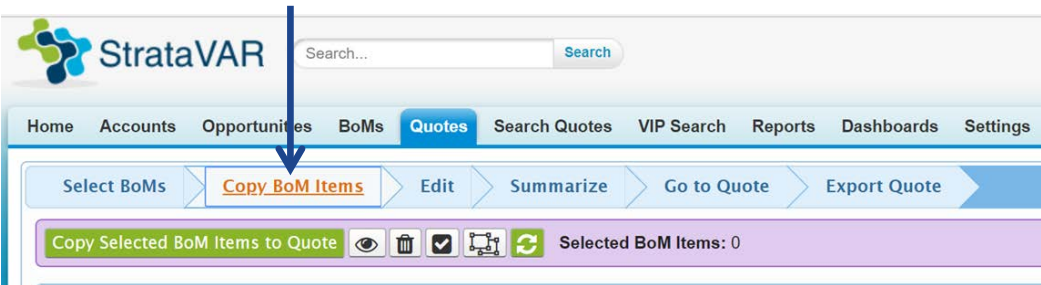 StrataVAR
Search... Search
Home Accounts Opportunities BoMs Quotes Search Quotes VIP Search Reports Dashboards Settings
Select BoMs Copy BoM Items Edit Summarize Go to Quote Export Quote
Copy Selected BoM Items to Quote Selected BoM Items: 0